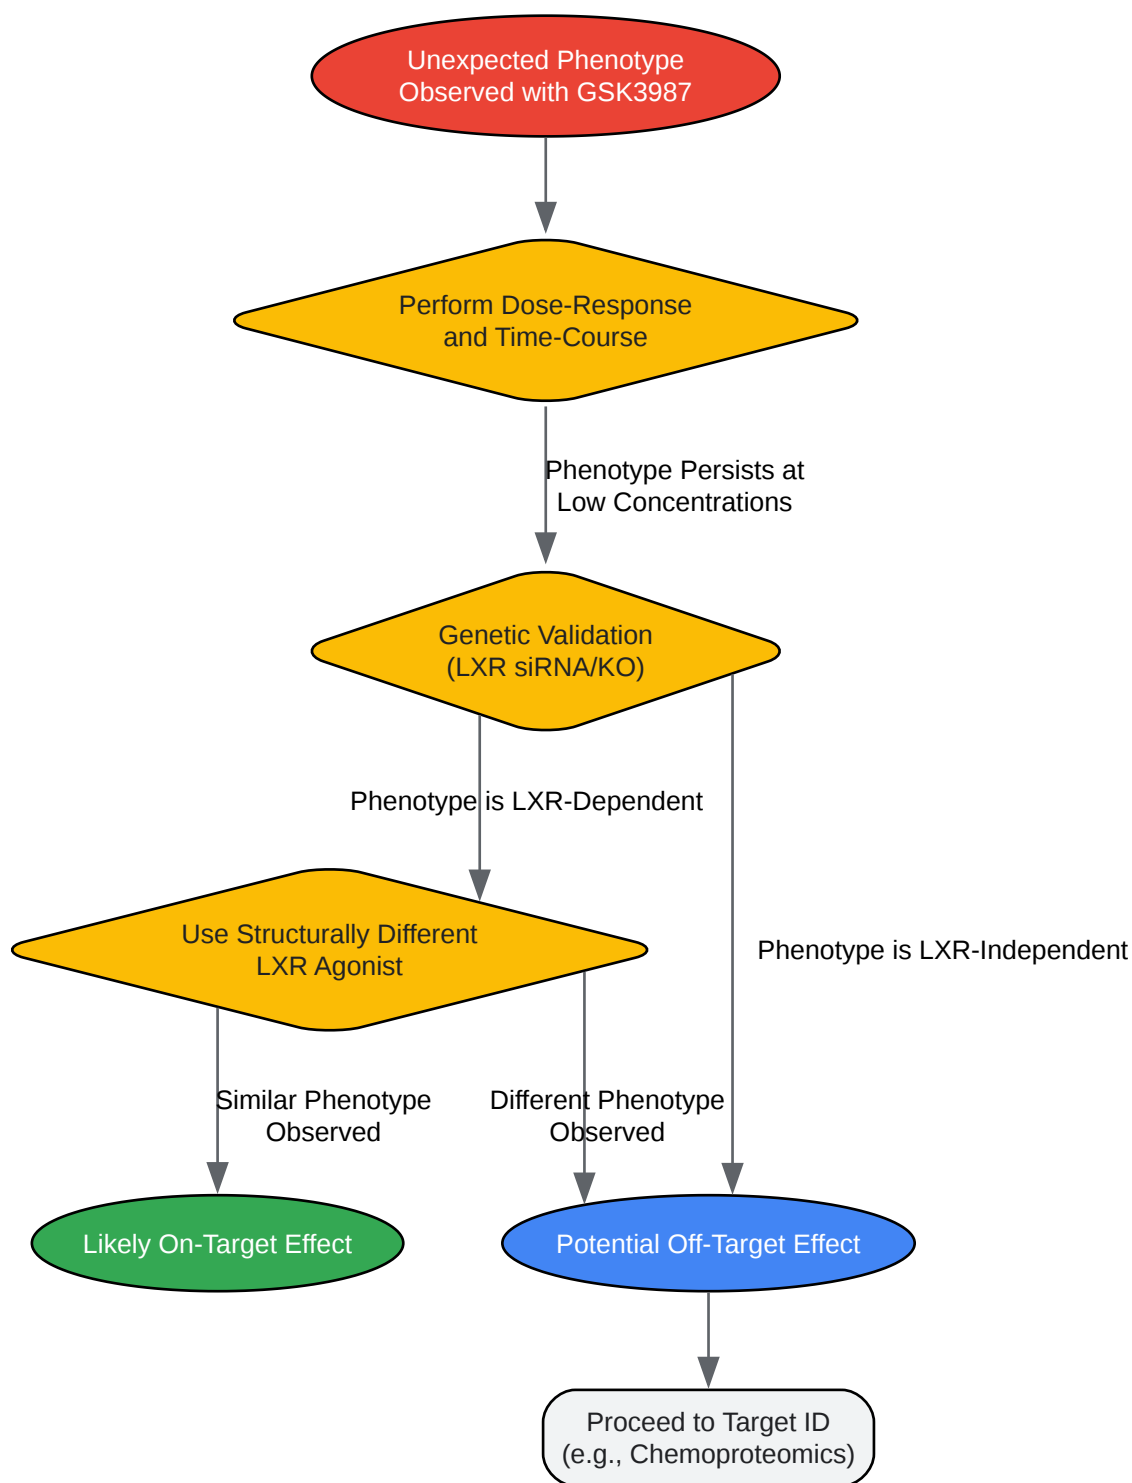 Unexpected Phenotype
Observed with GSK3987
Perform Dose-Response
and Time-Course
Phenotype Persists at
Low Concentrations
Genetic Validation
(LXR siRNA/KO)
Phenotype is LXR-Dependent
Use Structurally Different
LXR Agonist
Phenotype is LXR-Independent
Similar Phenotype
Observed
Different Phenotype
Observed
Likely On-Target Effect
Potential Off-Target Effect
Proceed to Target ID
(e.g., Chemoproteomics)